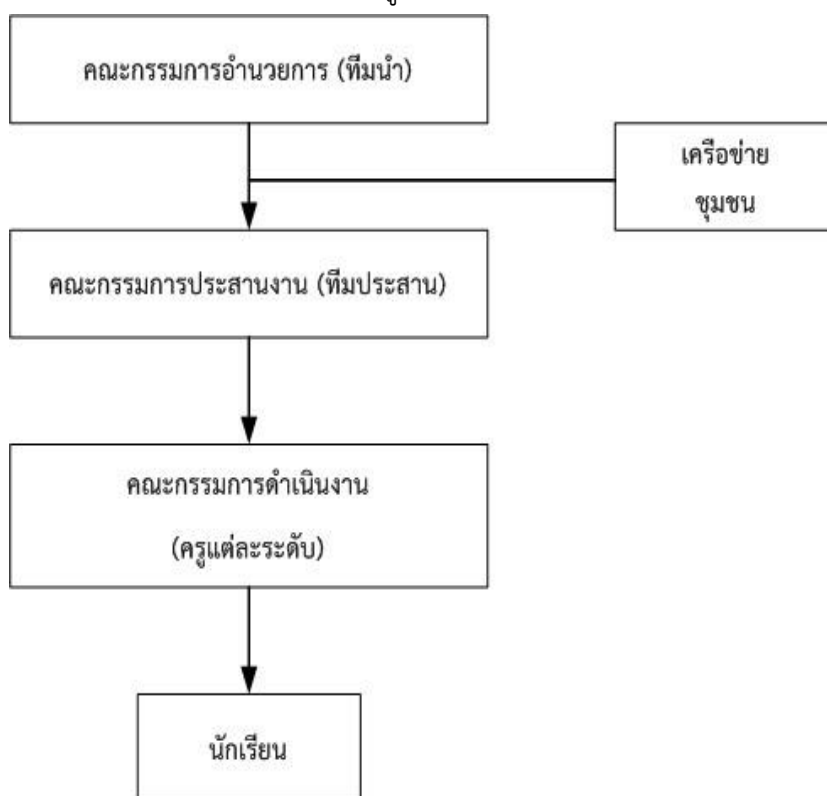 คณะกรรมการอำนวยการ (ทีมนำ)
เครือข่าย
ชุมชน
คณะกรรมการประสานงาน (ทีมประสาน)
คณะกรรมการดำเนินงาน
(ครูแต่ละระดับ)
นักเรียน